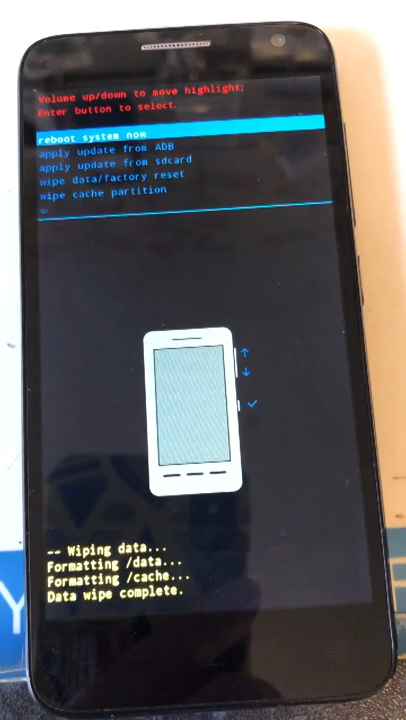 Volume up/down to move highlight;
Enter button to select.
reboot system now
apply update from ADB
apply update from sdcard
wipe data/factory reset
wipe cache partition
-- Wiping data...
Formatting /data...
Formatting /cache...
Data wipe complete.